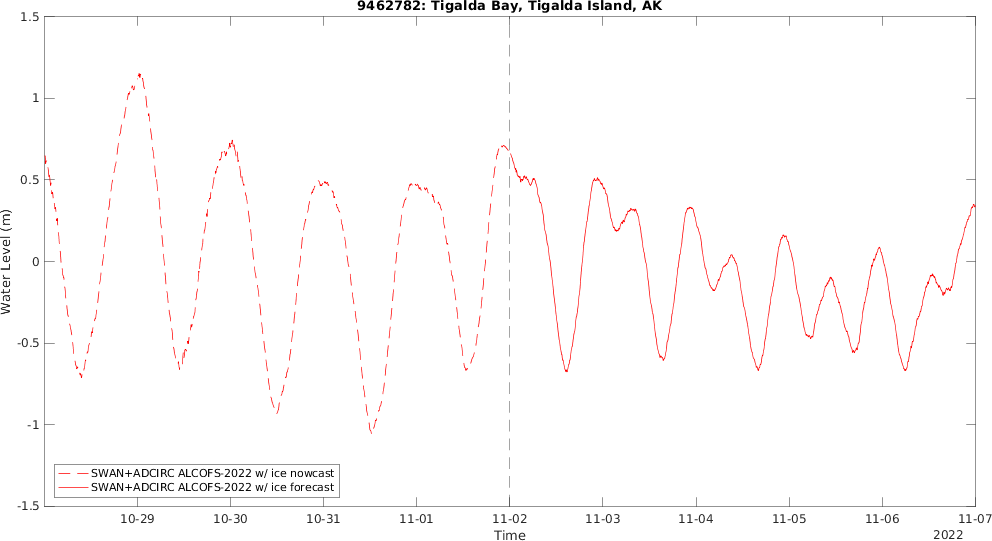 9462782: Tigalda Bay, Tigalda Island, AK
1.5
1
0.5
0
-0.5
-1
-1.5
Water Level (m)
SWAN+ADCIRC ALCOFS-2022 w/ ice nowcast
SWAN+ADCIRC ALCOFS-2022 w/ ice forecast
10-29 10-30 10-31 11-01 11-02 11-03 11-04 11-05 11-06 11-07
Time
2022